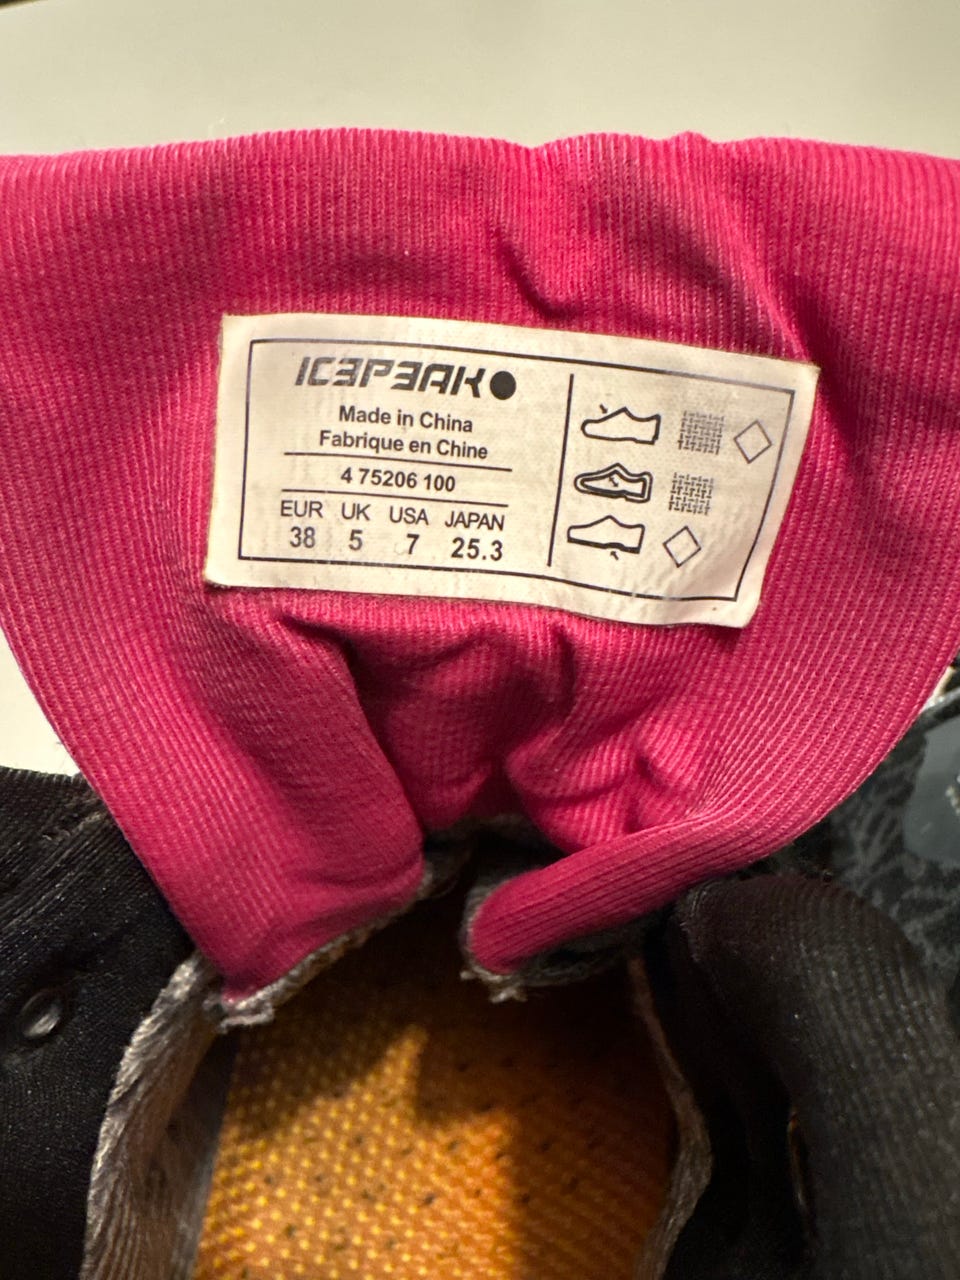 ICEPEAK
Made in China
Fabrique en Chine
4 75206 100
EUR UK USA JAPAN
38 5 7 25.3